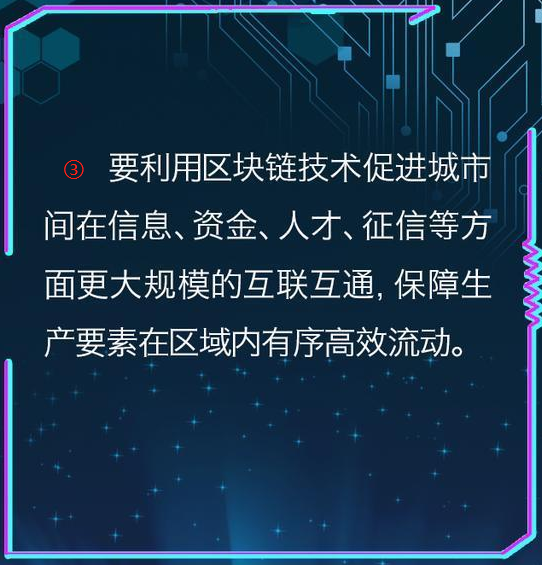 ③ 要利用区块链技术促进城市
间在信息、资金、人才、征信等方
面更大规模的互联互通, 保障生
产要素在区域内有序高效流动。